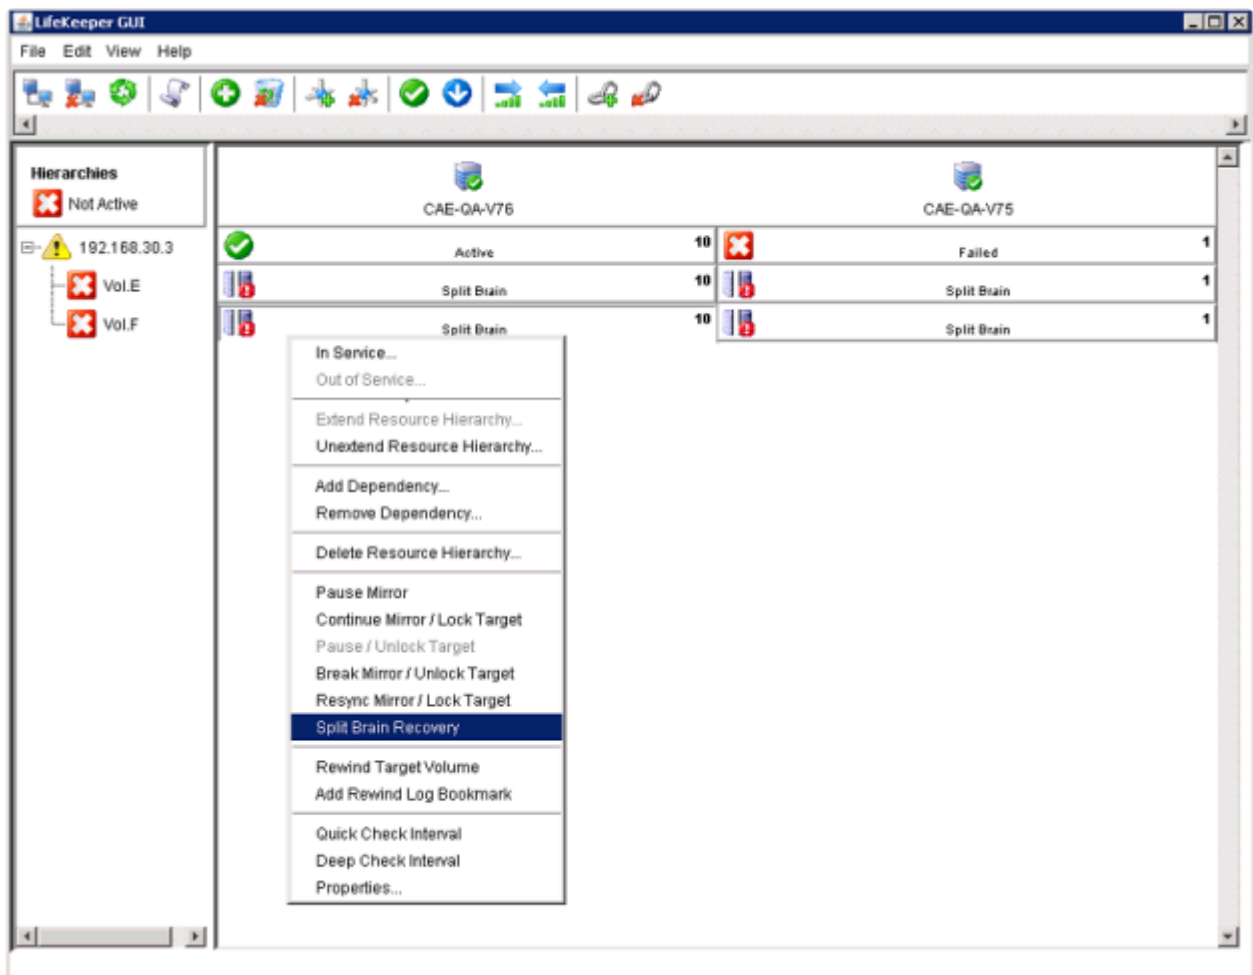 LifeKeeper GUI
File Edit View Help
Hierarchies
Not Active
CAE-QA-V76
CAE-QA-V75
192.168.30.3
Active 10
Failed 1
Vol.E
Split Brain 10
Split Brain 1
Vol.F
Split Brain 10
Split Brain 1
In Service...
Out of Service...
Extend Resource Hierarchy...
Unextend Resource Hierarchy...
Add Dependency...
Remove Dependency...
Delete Resource Hierarchy...
Pause Mirror
Continue Mirror / Lock Target
Pause / Unlock Target
Break Mirror / Unlock Target
Resync Mirror / Lock Target
Split Brain Recovery
Rewind Target Volume
Add Rewind Log Bookmark
Quick Check Interval
Deep Check Interval
Properties...